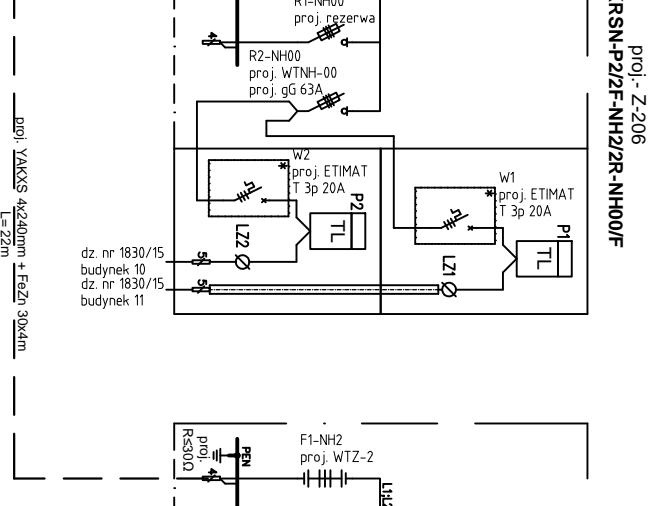 R1-NH00
proj. rezerwa
4
R2-NH00
proj. WTNH-00
proj. gG 63A
proj.- Z-206
ERSN-P2/2F-NH2/2R-NH00/F
W2
proj. ETIMAT
T 3p 20A
*
P2
TL
LZ2
W1
proj. ETIMAT
T 3p 20A
*
P1
TL
LZ1
dz. nr 1830/15
budynek 10
5
dz. nr 1830/15
budynek 11
5
proj. YAKXS 4x240mm + FeZn 30x4m
L= 22m
F1-NH2
proj. WTZ-2
PEN
proj.
R≤30Ω
4